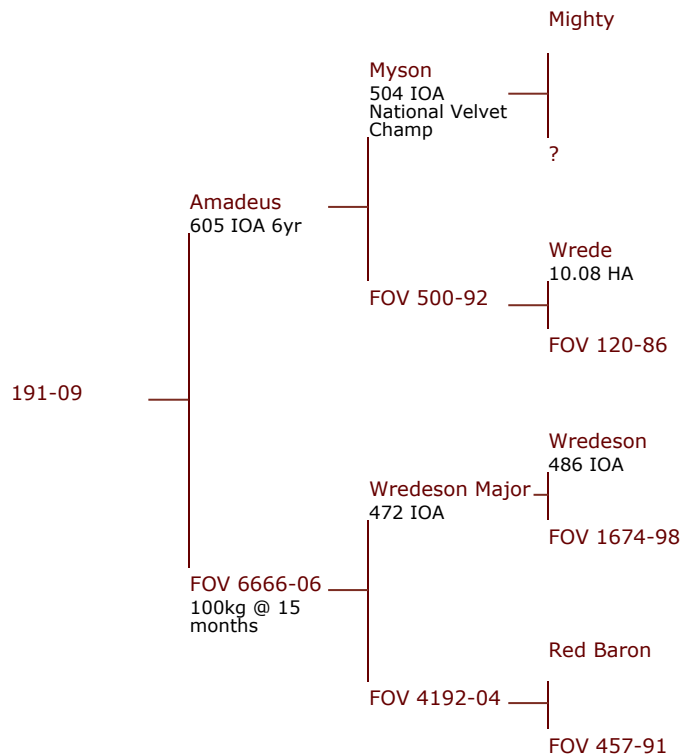 Mighty
Myson
504 IOA
National Velvet
Champ
?
Amadeus
605 IOA 6yr
Wrede
10.08 HA
FOV 500-92
FOV 120-86
191-09
Wredeson
486 IOA
Wredeson Major
472 IOA
FOV 1674-98
FOV 6666-06
100kg @ 15
months
Red Baron
FOV 4192-04
FOV 457-91